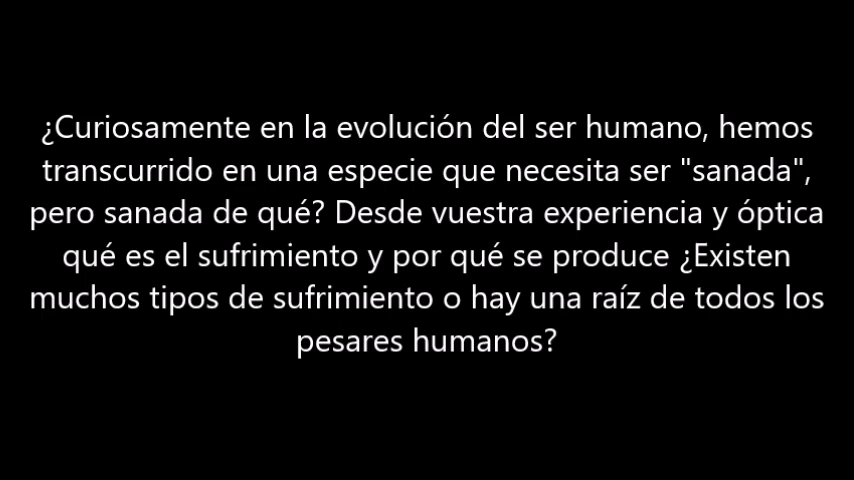 ¿Curiosamente en la evolución del ser humano, hemos
transcurrido en una especie que necesita ser "sanada",
pero sanada de qué? Desde vuestra experiencia y óptica
qué es el sufrimiento y por qué se produce ¿Existen
muchos tipos de sufrimiento o hay una raíz de todos los
pesares humanos?